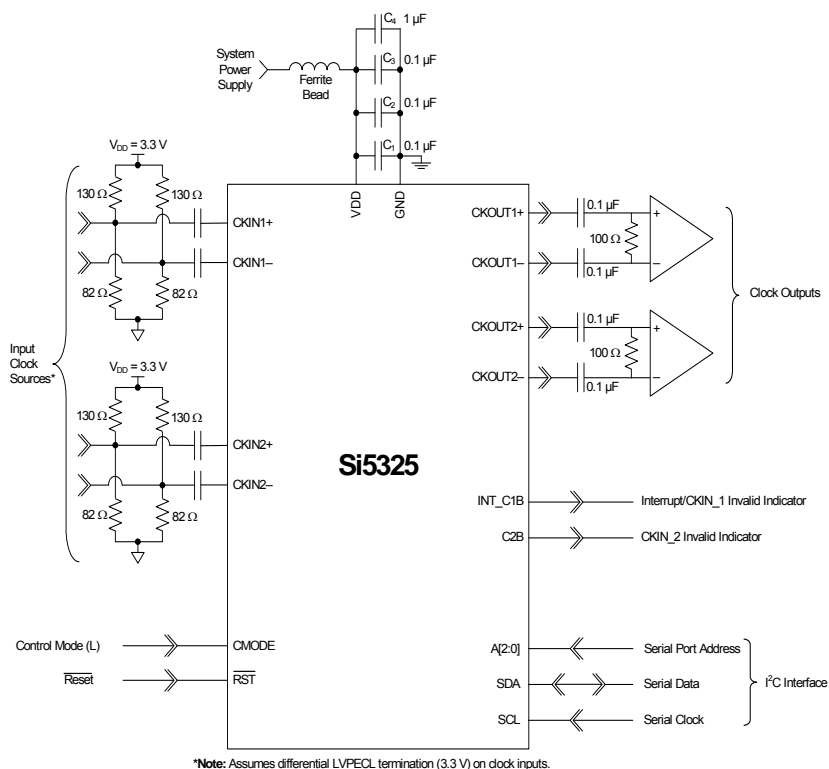 System
Power
Supply
Ferrite
Bead
C4 1 µF
C3 0.1 µF
C2 0.1 µF
C1 0.1 µF
VDD
GND
VDD = 3.3 V
130 Ω
130 Ω
82 Ω
82 Ω
CKIN1+
CKIN1–
VDD = 3.3 V
130 Ω
130 Ω
82 Ω
82 Ω
CKIN2+
CKIN2–
Input
Clock
Sources*
Si5325
CKOUT1+
0.1 µF
100 Ω
+
–
CKOUT1–
0.1 µF
CKOUT2+
0.1 µF
100 Ω
+
–
CKOUT2–
0.1 µF
Clock Outputs
INT_C1B
Interrupt/CKIN_1 Invalid Indicator
C2B
CKIN_2 Invalid Indicator
Control Mode (L)
CMODE
Reset
RST
A[2:0]
Serial Port Address
SDA
Serial Data
SCL
Serial Clock
I²C Interface
*Note: Assumes differential LVPECL termination (3.3 V) on clock inputs.